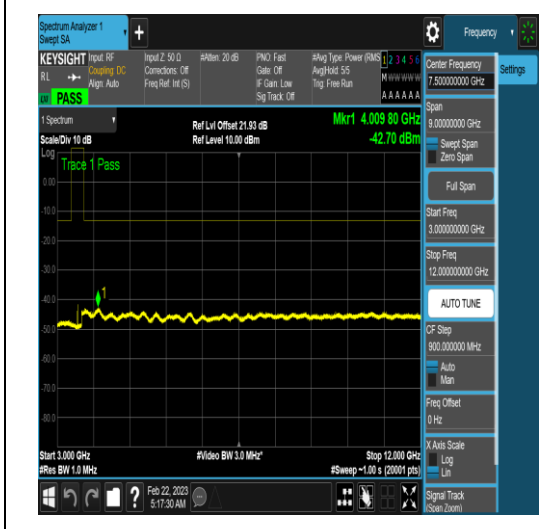 Spectrum Analyzer 1
Swept SA
Frequency
KEYSIGHT
RL
PASS
Input: RF
Coupling: DC
Align: Auto
Input Z: 50 Ω
Corrections: Off
Freq Ref: Int (S)
#Atten: 20 dB
PNO: Fast
Gate: Off
IF Gain: Low
Sig Track: Off
#Avg Type: Power (RMS
Avg|Hold: 5/5
Trig: Free Run
1 2 3 4 5 6
M w w w w w
A A A A A A
1 Spectrum
Scale/Div 10 dB
Log
Ref Lvl Offset 21.93 dB
Ref Level 10.00 dBm
Mkr1 4.009 80 GHz
-42.70 dBm
Trace 1 Pass
0.00
-10.0
-20.0
-30.0
-40.0
-50.0
-60.0
-70.0
-80.0
1
Start 3.000 GHz
#Res BW 1.0 MHz
#Video BW 3.0 MHz*
Stop 12.000 GHz
#Sweep ~1.00 s (20001 pts)
Feb 22, 2023
5:17:30 AM
Center Frequency
7.500000000 GHz
Settings
Span
9.00000000 GHz
Swept Span
Zero Span
Full Span
Start Freq
3.000000000 GHz
Stop Freq
12.000000000 GHz
AUTO TUNE
CF Step
900.000000 MHz
Auto
Man
Freq Offset
0 Hz
X Axis Scale
Log
Lin
Signal Track
(Span Zoom)